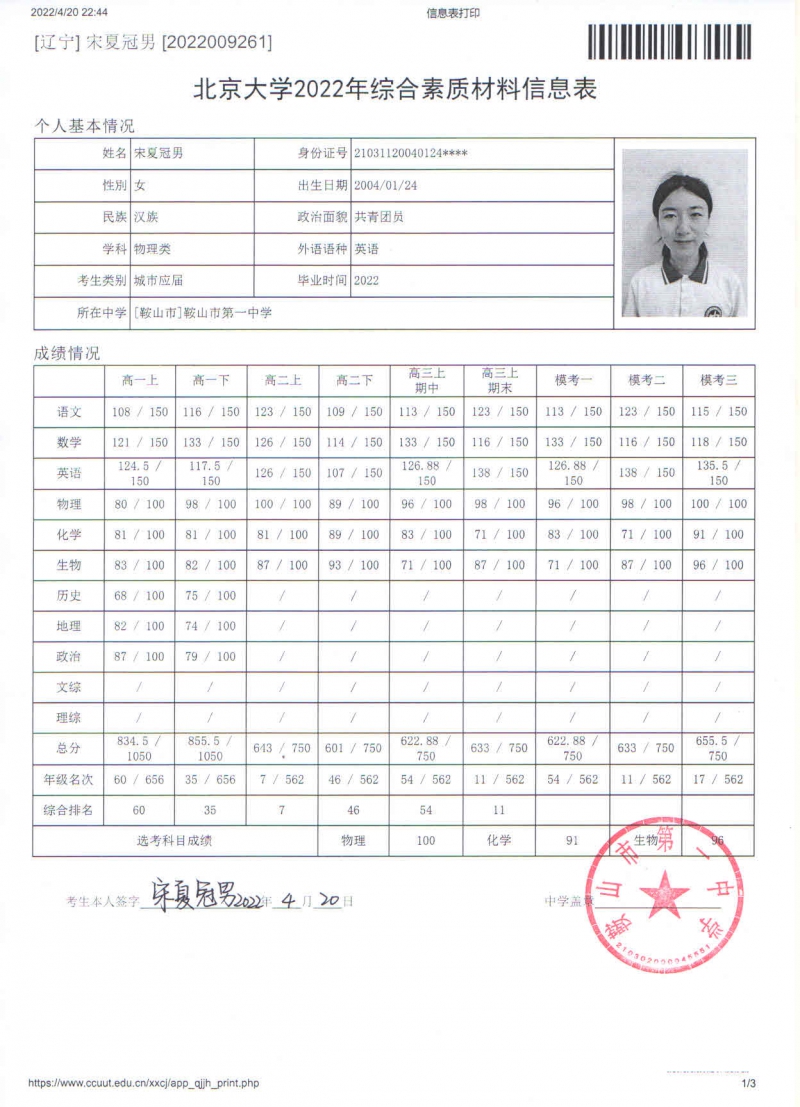 2022/4/20 22:44 信息表打印
[辽宁] 宋夏冠男 [2022009261]
北京大学2022年综合素质材料信息表
个人基本情况
姓名 宋夏冠男 身份证号 21031120040124****
性别 女 出生日期 2004/01/24
民族 汉族 政治面貌 共青团员
学科 物理类 外语语种 英语
考生类别 城市应届 毕业时间 2022
所在中学 [鞍山市]鞍山市第一中学
成绩情况
高一上 高一下 高二上 高二下 高三上期中 高三上期末 模考一 模考二 模考三
语文 108 / 150 116 / 150 123 / 150 109 / 150 113 / 150 123 / 150 113 / 150 123 / 150 115 / 150
数学 121 / 150 133 / 150 126 / 150 114 / 150 133 / 150 116 / 150 133 / 150 116 / 150 118 / 150
英语 124.5 / 150 117.5 / 150 126 / 150 107 / 150 126.88 / 150 138 / 150 126.88 / 150 138 / 150 135.5 / 150
物理 80 / 100 98 / 100 100 / 100 89 / 100 96 / 100 98 / 100 96 / 100 98 / 100 100 / 100
化学 81 / 100 81 / 100 81 / 100 89 / 100 83 / 100 71 / 100 83 / 100 71 / 100 91 / 100
生物 83 / 100 82 / 100 87 / 100 93 / 100 71 / 100 87 / 100 71 / 100 87 / 100 96 / 100
历史 68 / 100 75 / 100 / / / / / / /
地理 82 / 100 74 / 100 / / / / / / /
政治 87 / 100 79 / 100 / / / / / / /
文综 / / / / / / / / /
理综 / / / / / / / / /
总分 834.5 / 1050 855.5 / 1050 643 / 750 601 / 750 622.88 / 750 633 / 750 622.88 / 750 633 / 750 655.5 / 750
年级名次 60 / 656 35 / 656 7 / 562 46 / 562 54 / 562 11 / 562 54 / 562 11 / 562 17 / 562
综合排名 60 35 7 46 54 11
选考科目成绩 物理 100 化学 91 生物 96
考生本人签字 宋夏冠男 2022年 4 月 20 日 中学盖章
鞍山市第一中学
https://www.ccuut.edu.cn/xxcj/app_qjjh_print.php 1/3